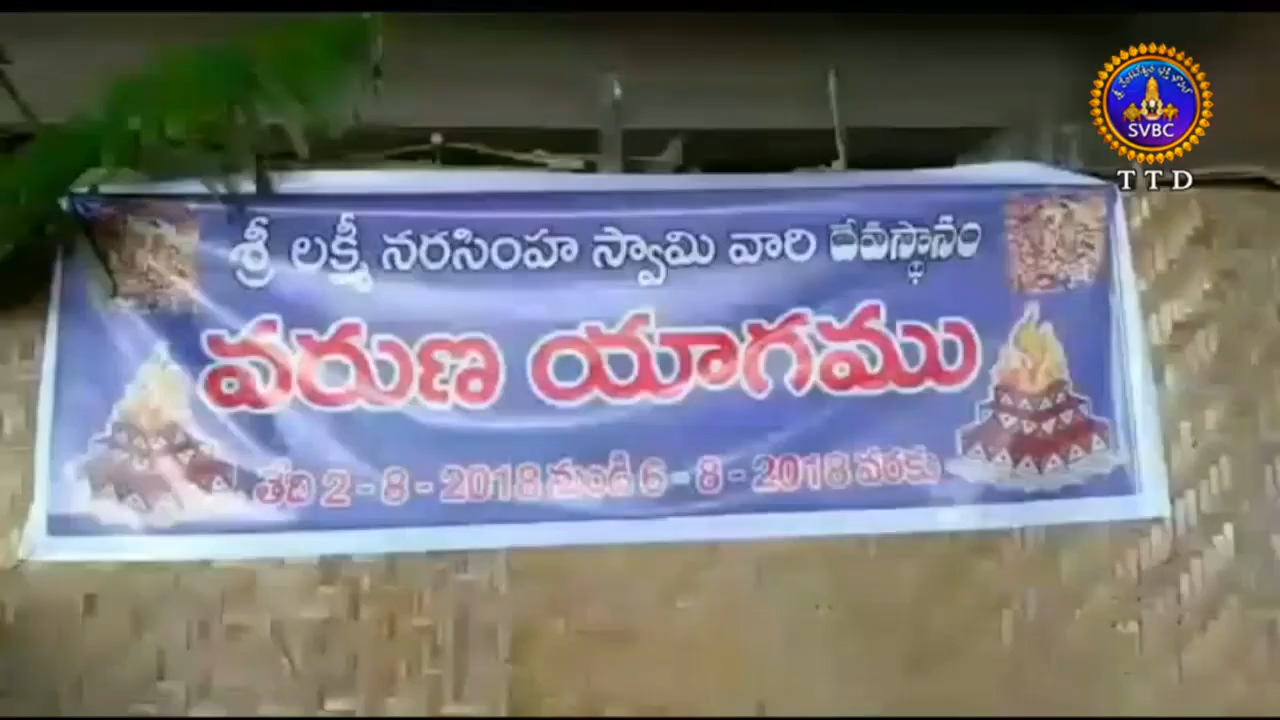 శ్రీ లక్ష్మీ నరసింహ స్వామి వారి దేవస్థానం
వరుణ యాగము
తేది 2 - 8 - 2018 నుండి 6 - 8 - 2018 వరకు
SVBC
TTD